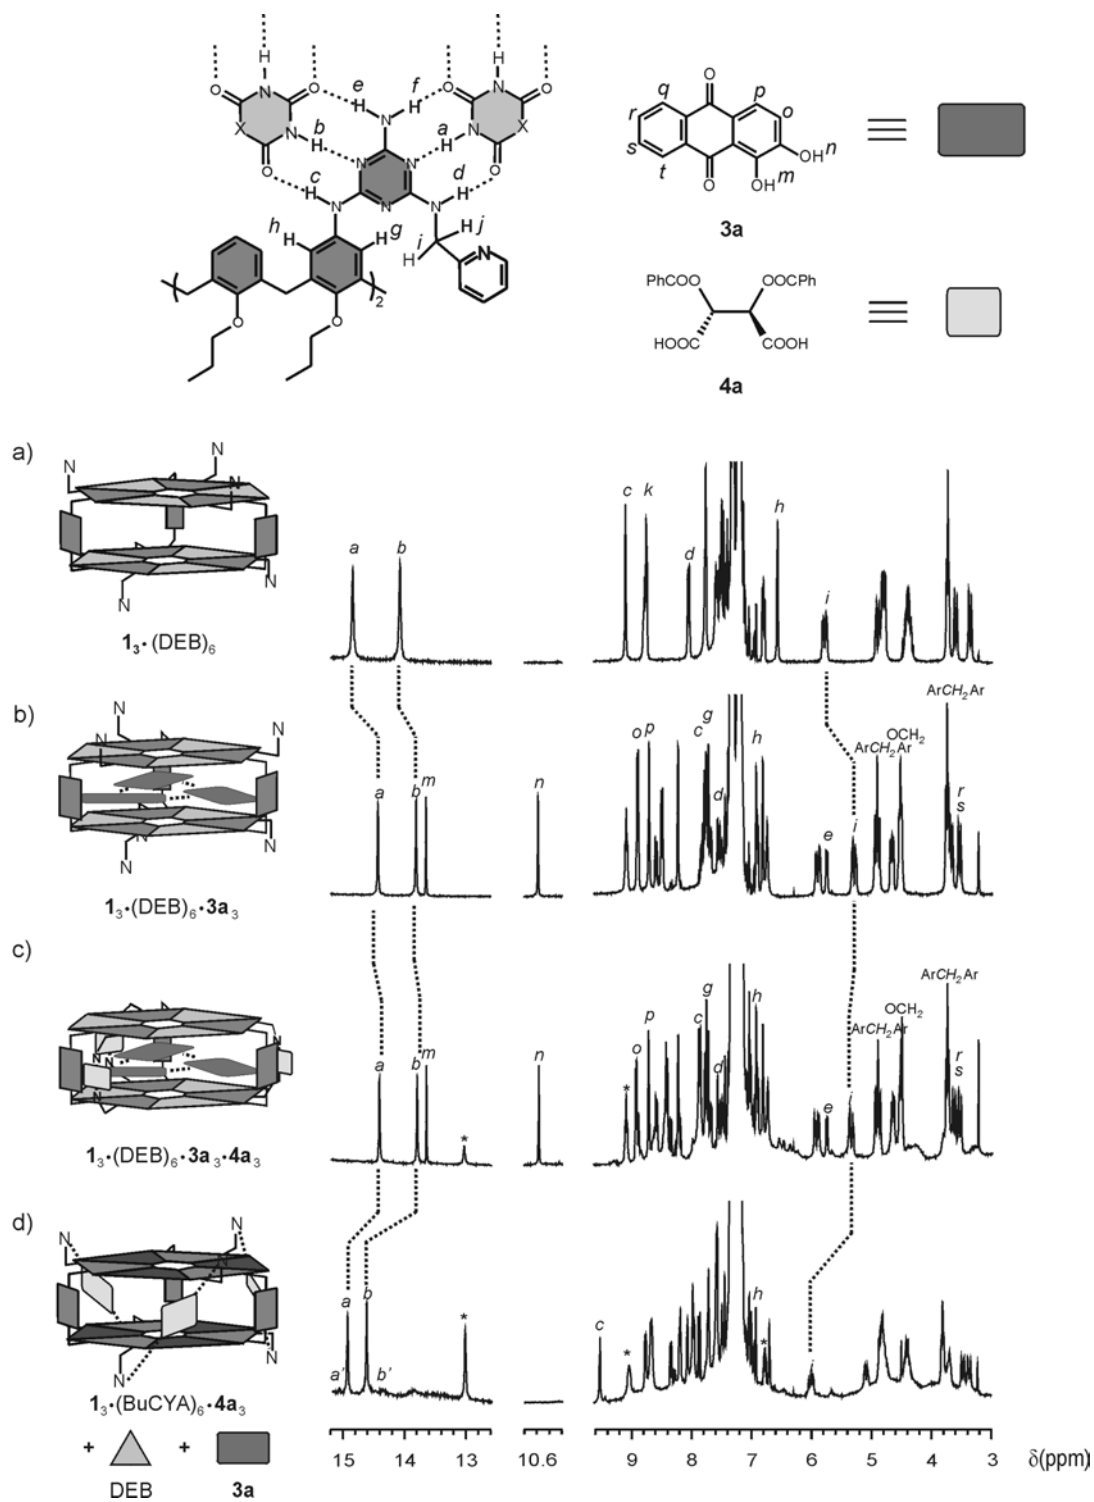 H H
O N O e f O N O
H H
X N b N a N X
O H N N H O
O c H N d H O
N N N
h H H g H j
i H N
)2
O O
O
p
q
r o
s OH n
t O OH m
3a
PhCOO OOCPh
HOOC COOH
4a
a)
N N
N
N
N
1₃•(DEB)₆
a b c k d h i
b)
N N N
N N
1₃•(DEB)₆•3a₃
a b m n o p c g d h e i ArCH₂Ar OCH₂ ArCH₂Ar r s
c)
N N N
1₃•(DEB)₆•3a₃•4a₃
a b m * n * o p c g d h e i ArCH₂Ar OCH₂ ArCH₂Ar r s
d)
N N
N
1₃•(BuCYA)₆•4a₃
a' a b b' * c * h * i
+ +
DEB 3a
15 14 13 10.6 9 8 7 6 5 4 3 δ(ppm)